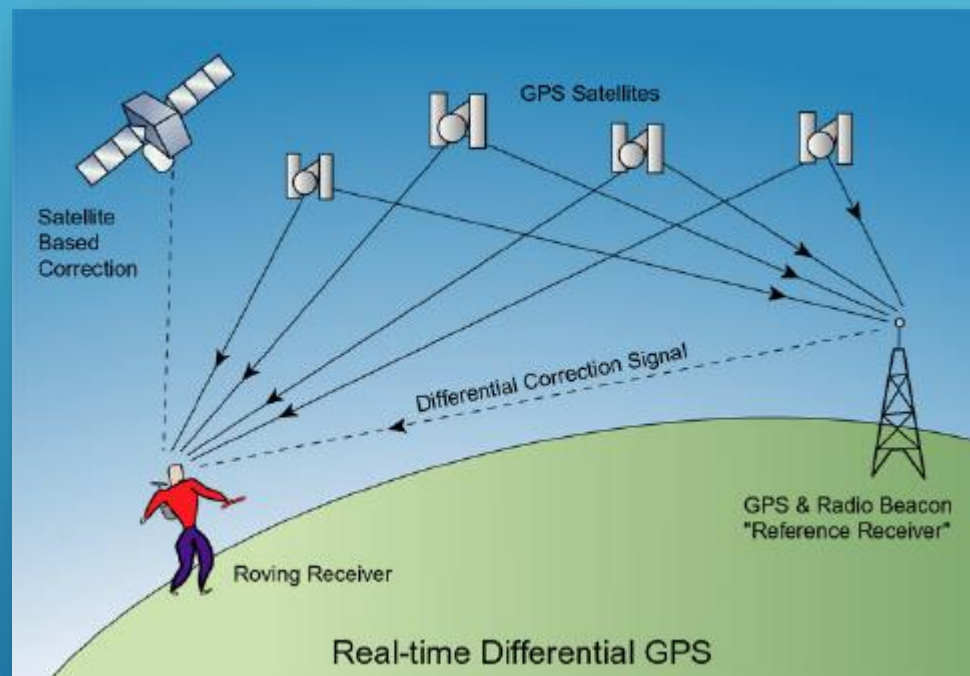 GPS Satellites
Satellite
Based
Correction
Differential Correction Signal
GPS & Radio Beacon
"Reference Receiver"
Roving Receiver
Real-time Differential GPS